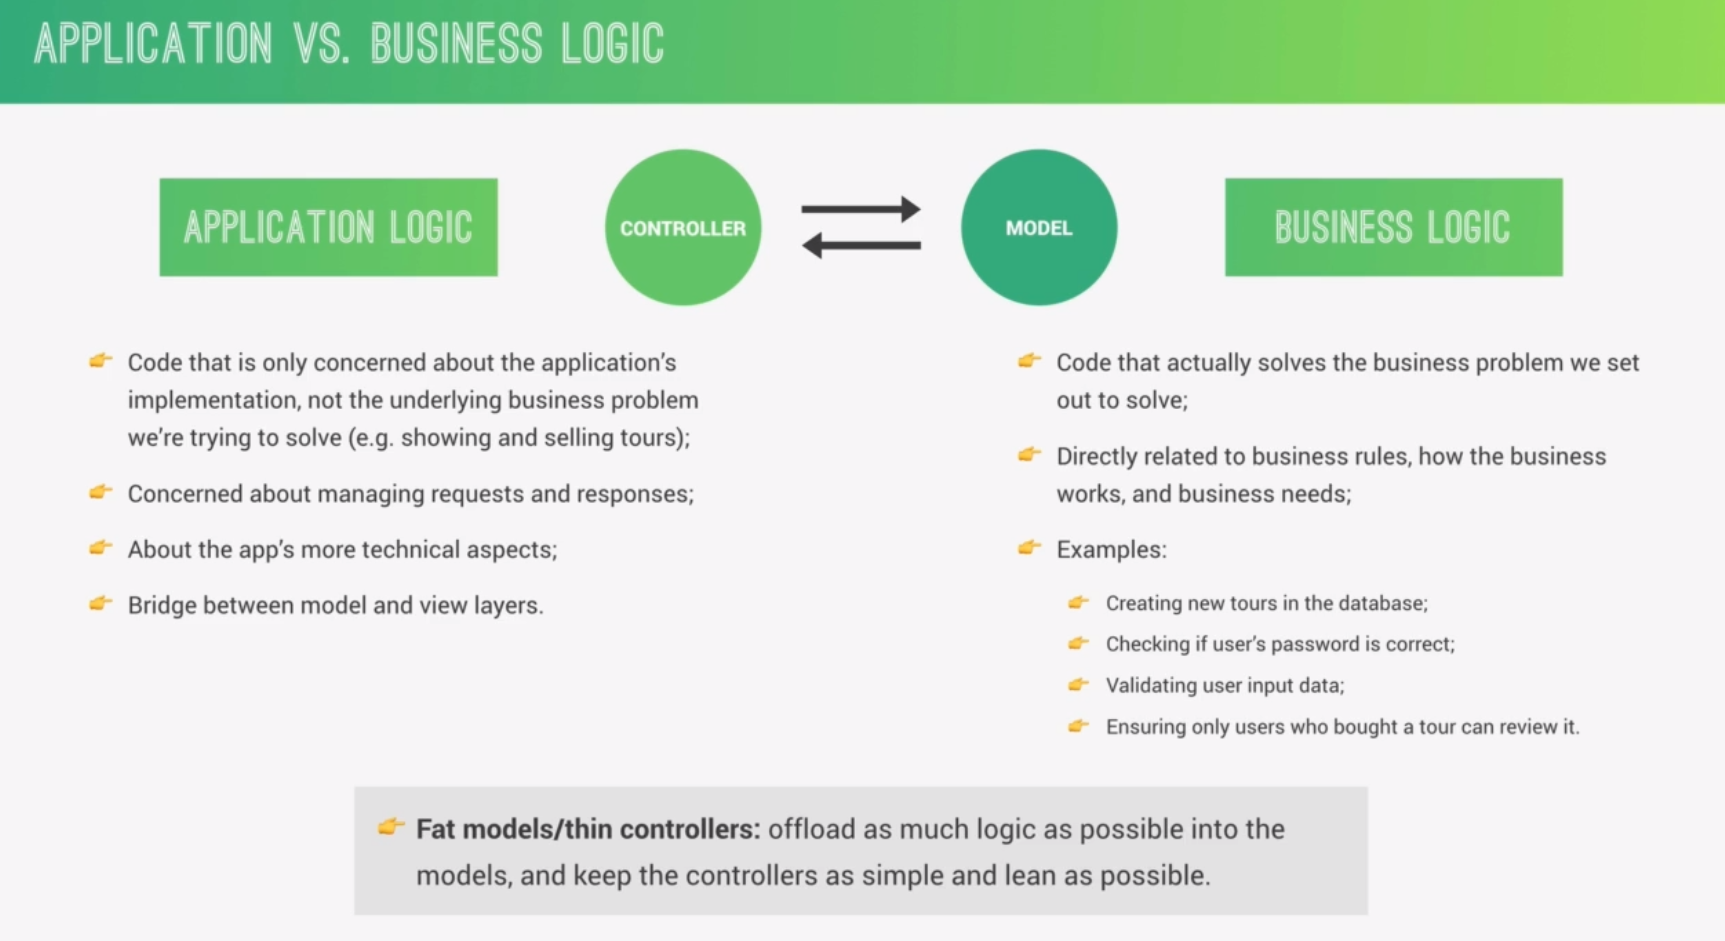 APPLICATION VS. BUSINESS LOGIC
APPLICATION LOGIC
CONTROLLER
MODEL
BUSINESS LOGIC
Code that is only concerned about the application's
implementation, not the underlying business problem
we're trying to solve (e.g. showing and selling tours);
Concerned about managing requests and responses;
About the app's more technical aspects;
Bridge between model and view layers.
Code that actually solves the business problem we set
out to solve;
Directly related to business rules, how the business
works, and business needs;
Examples:
Creating new tours in the database;
Checking if user's password is correct;
Validating user input data;
Ensuring only users who bought a tour can review it.
Fat models/thin controllers: offload as much logic as possible into the
models, and keep the controllers as simple and lean as possible.